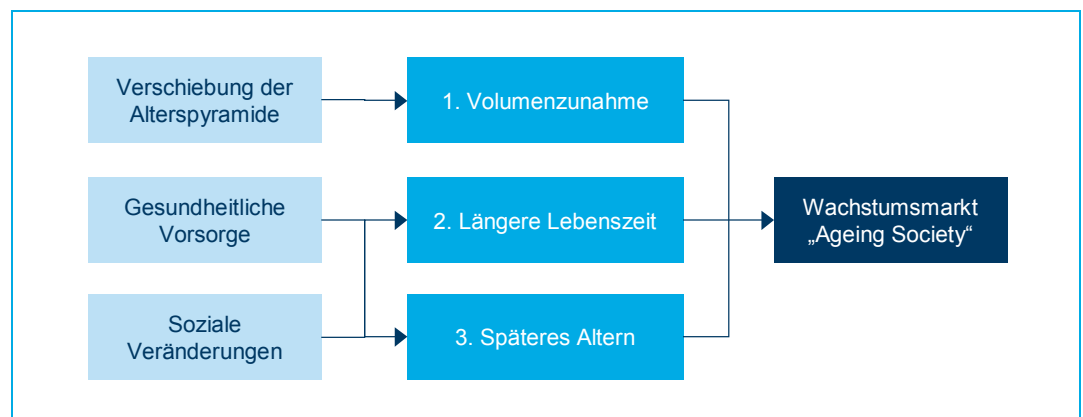 Verschiebung der
Alterspyramide
1. Volumenzunahme
Gesundheitliche
Vorsorge
2. Längere Lebenszeit
Wachstumsmarkt
„Ageing Society“
Soziale
Veränderungen
3. Späteres Altern